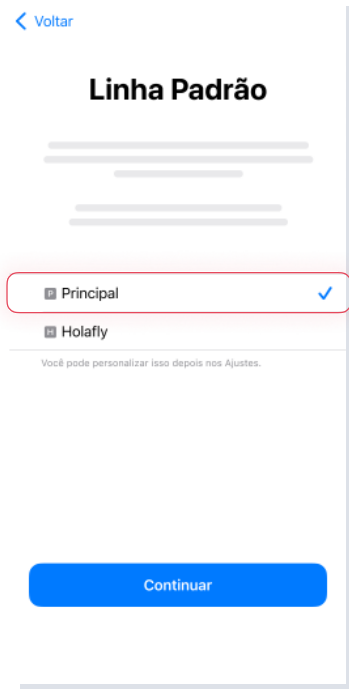 Voltar
Linha Padrão
P Principal
H Holafly
Você pode personalizar isso depois nos Ajustes.
Continuar